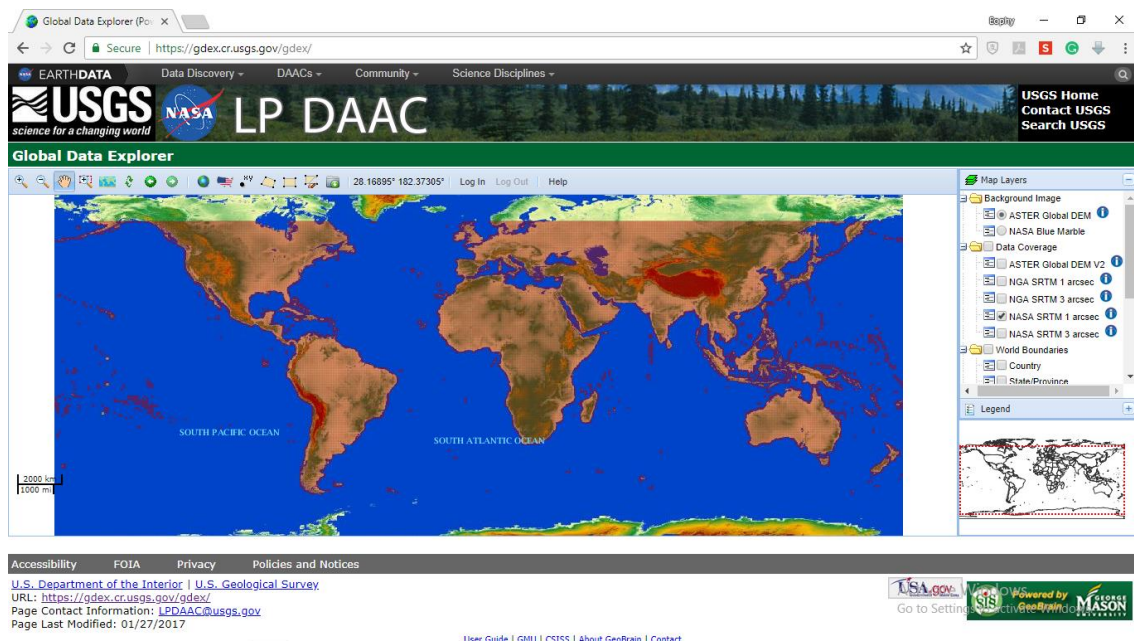 Global Data Explorer (Po
Eophy
Secure | https://gdex.cr.usgs.gov/gdex/
EARTHDATA Data Discovery DAACs Community Science Disciplines
USGS
science for a changing world
NASA
LP DAAC
USGS Home
Contact USGS
Search USGS
Global Data Explorer
28.16895° 182.37305° Log In Log Out Help
Map Layers
Background Image
ASTER Global DEM
NASA Blue Marble
Data Coverage
ASTER Global DEM V2
NGA SRTM 1 arcsec
NGA SRTM 3 arcsec
NASA SRTM 1 arcsec
NASA SRTM 3 arcsec
World Boundaries
Country
State/Province
Legend
SOUTH PACIFIC OCEAN
SOUTH ATLANTIC OCEAN
2000 km
1000 mi
Accessibility FOIA Privacy Policies and Notices
U.S. Department of the Interior | U.S. Geological Survey
URL: https://gdex.cr.usgs.gov/gdex/
Page Contact Information: LPDAAC@usgs.gov
Page Last Modified: 01/27/2017
USA.gov
Powered by
GeoBrain
GEORGE
MASON
UNIVERSITY
Go to Settings
User Guide | GMU | CSISS | About GeoBrain | Contact